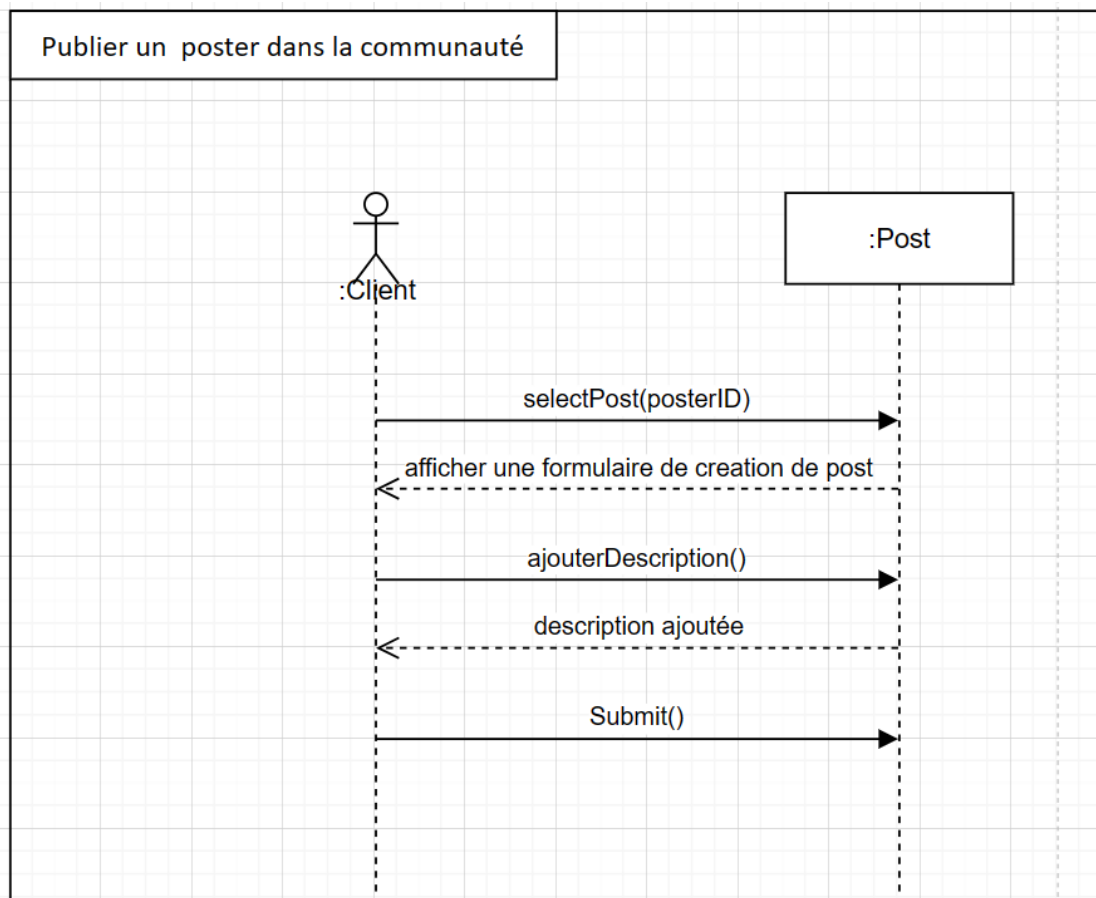 Publier un  poster dans la communauté
:Client
:Post
selectPost(posterID)
afficher une formulaire de creation de post
ajouterDescription()
description ajoutée
Submit()